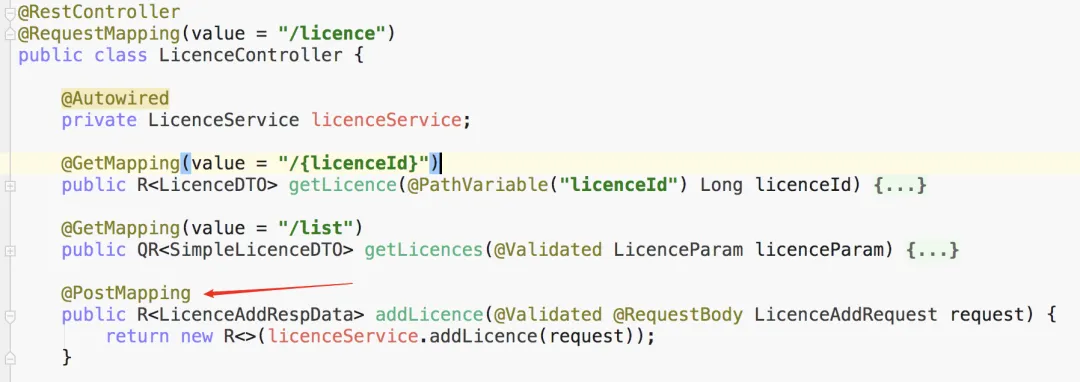 @RestController
@RequestMapping(value = "/licence")
public class LicenceController {
@Autowired
private LicenceService licenceService;
@GetMapping(value = "/{licenceId}")
public R<LicenceDTO> getLicence(@PathVariable("licenceId") Long licenceId) {...}
@GetMapping(value = "/list")
public QR<SimpleLicenceDTO> getLicences(@Validated LicenceParam licenceParam) {...}
@PostMapping
public R<LicenceAddRespData> addLicence(@Validated @RequestBody LicenceAddRequest request) {
return new R<>(licenceService.addLicence(request));
}